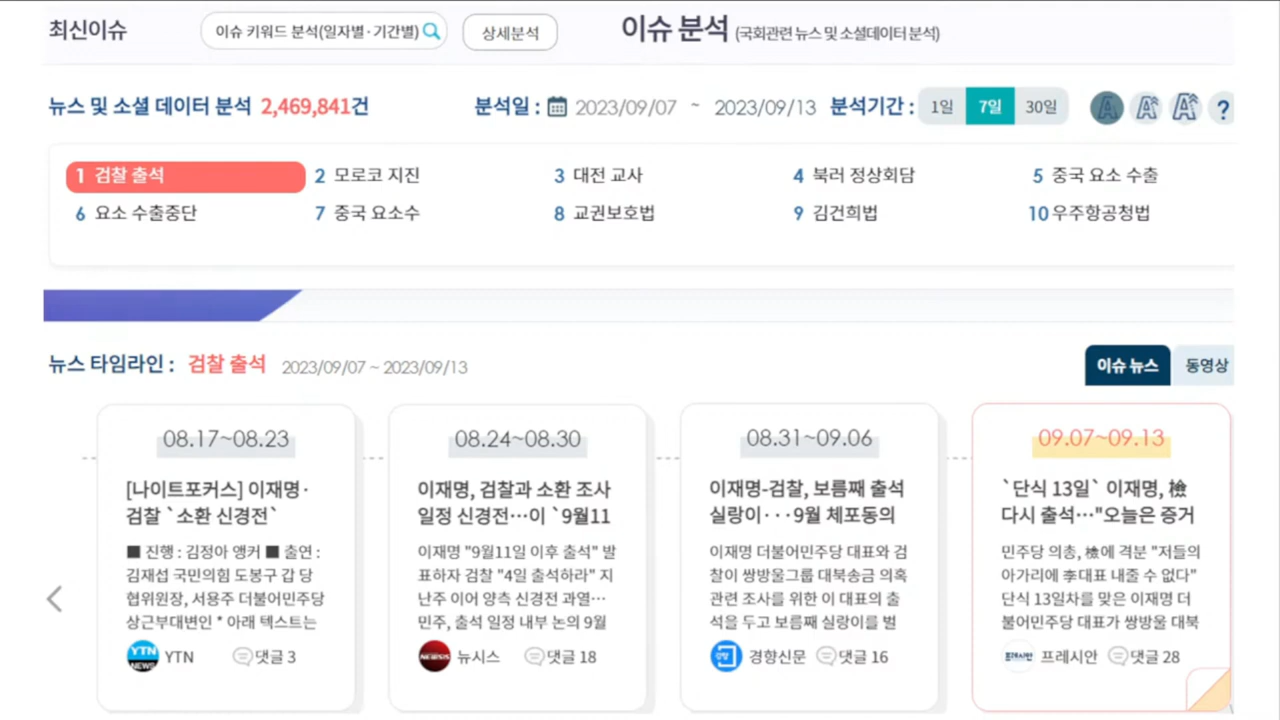 최신이슈
이슈 키워드 분석(일자별·기간별)
상세분석
이슈 분석 (국회관련 뉴스 및 소셜데이터 분석)
뉴스 및 소셜 데이터 분석 2,469,841건
분석일 : 2023/09/07 ~ 2023/09/13 분석기간 : 1일 7일 30일 A A A ?
1 검찰 출석 2 모로코 지진 3 대전 교사 4 북러 정상회담 5 중국 요소 수출
6 요소 수출중단 7 중국 요소수 8 교권보호법 9 김건희법 10 우주항공청법
뉴스 타임라인 : 검찰 출석 2023/09/07 ~ 2023/09/13
이슈 뉴스 동영상
08.17~08.23
[나이트포커스] 이재명·
검찰 `소환 신경전`
■ 진행 : 김정아 앵커 ■ 출연 :
김재섭 국민의힘 도봉구 갑 당
협위원장, 서용주 더불어민주당
상근부대변인 * 아래 텍스트는
YTN NEWS YTN 댓글 3
08.24~08.30
이재명, 검찰과 소환 조사
일정 신경전…이 `9월11
이재명 "9월11일 이후 출석" 발
표하자 검찰 "4일 출석하라" 지
난주 이어 양측 신경전 과열…
민주, 출석 일정 내부 논의 9월
NEWSIS 뉴시스 댓글 18
08.31~09.06
이재명-검찰, 보름째 출석
실랑이···9월 체포동의
이재명 더불어민주당 대표와 검
찰이 쌍방울그룹 대북송금 의혹
관련 조사를 위한 이 대표의 출
석을 두고 보름째 실랑이를 벌
경향 경향신문 댓글 16
09.07~09.13
`단식 13일` 이재명, 檢
다시 출석…"오늘은 증거
민주당 의총, 檢에 격분 "저들의
아가리에 李대표 내줄 수 없다"
단식 13일차를 맞은 이재명 더
불어민주당 대표가 쌍방울 대북
프레시안 프레시안 댓글 28